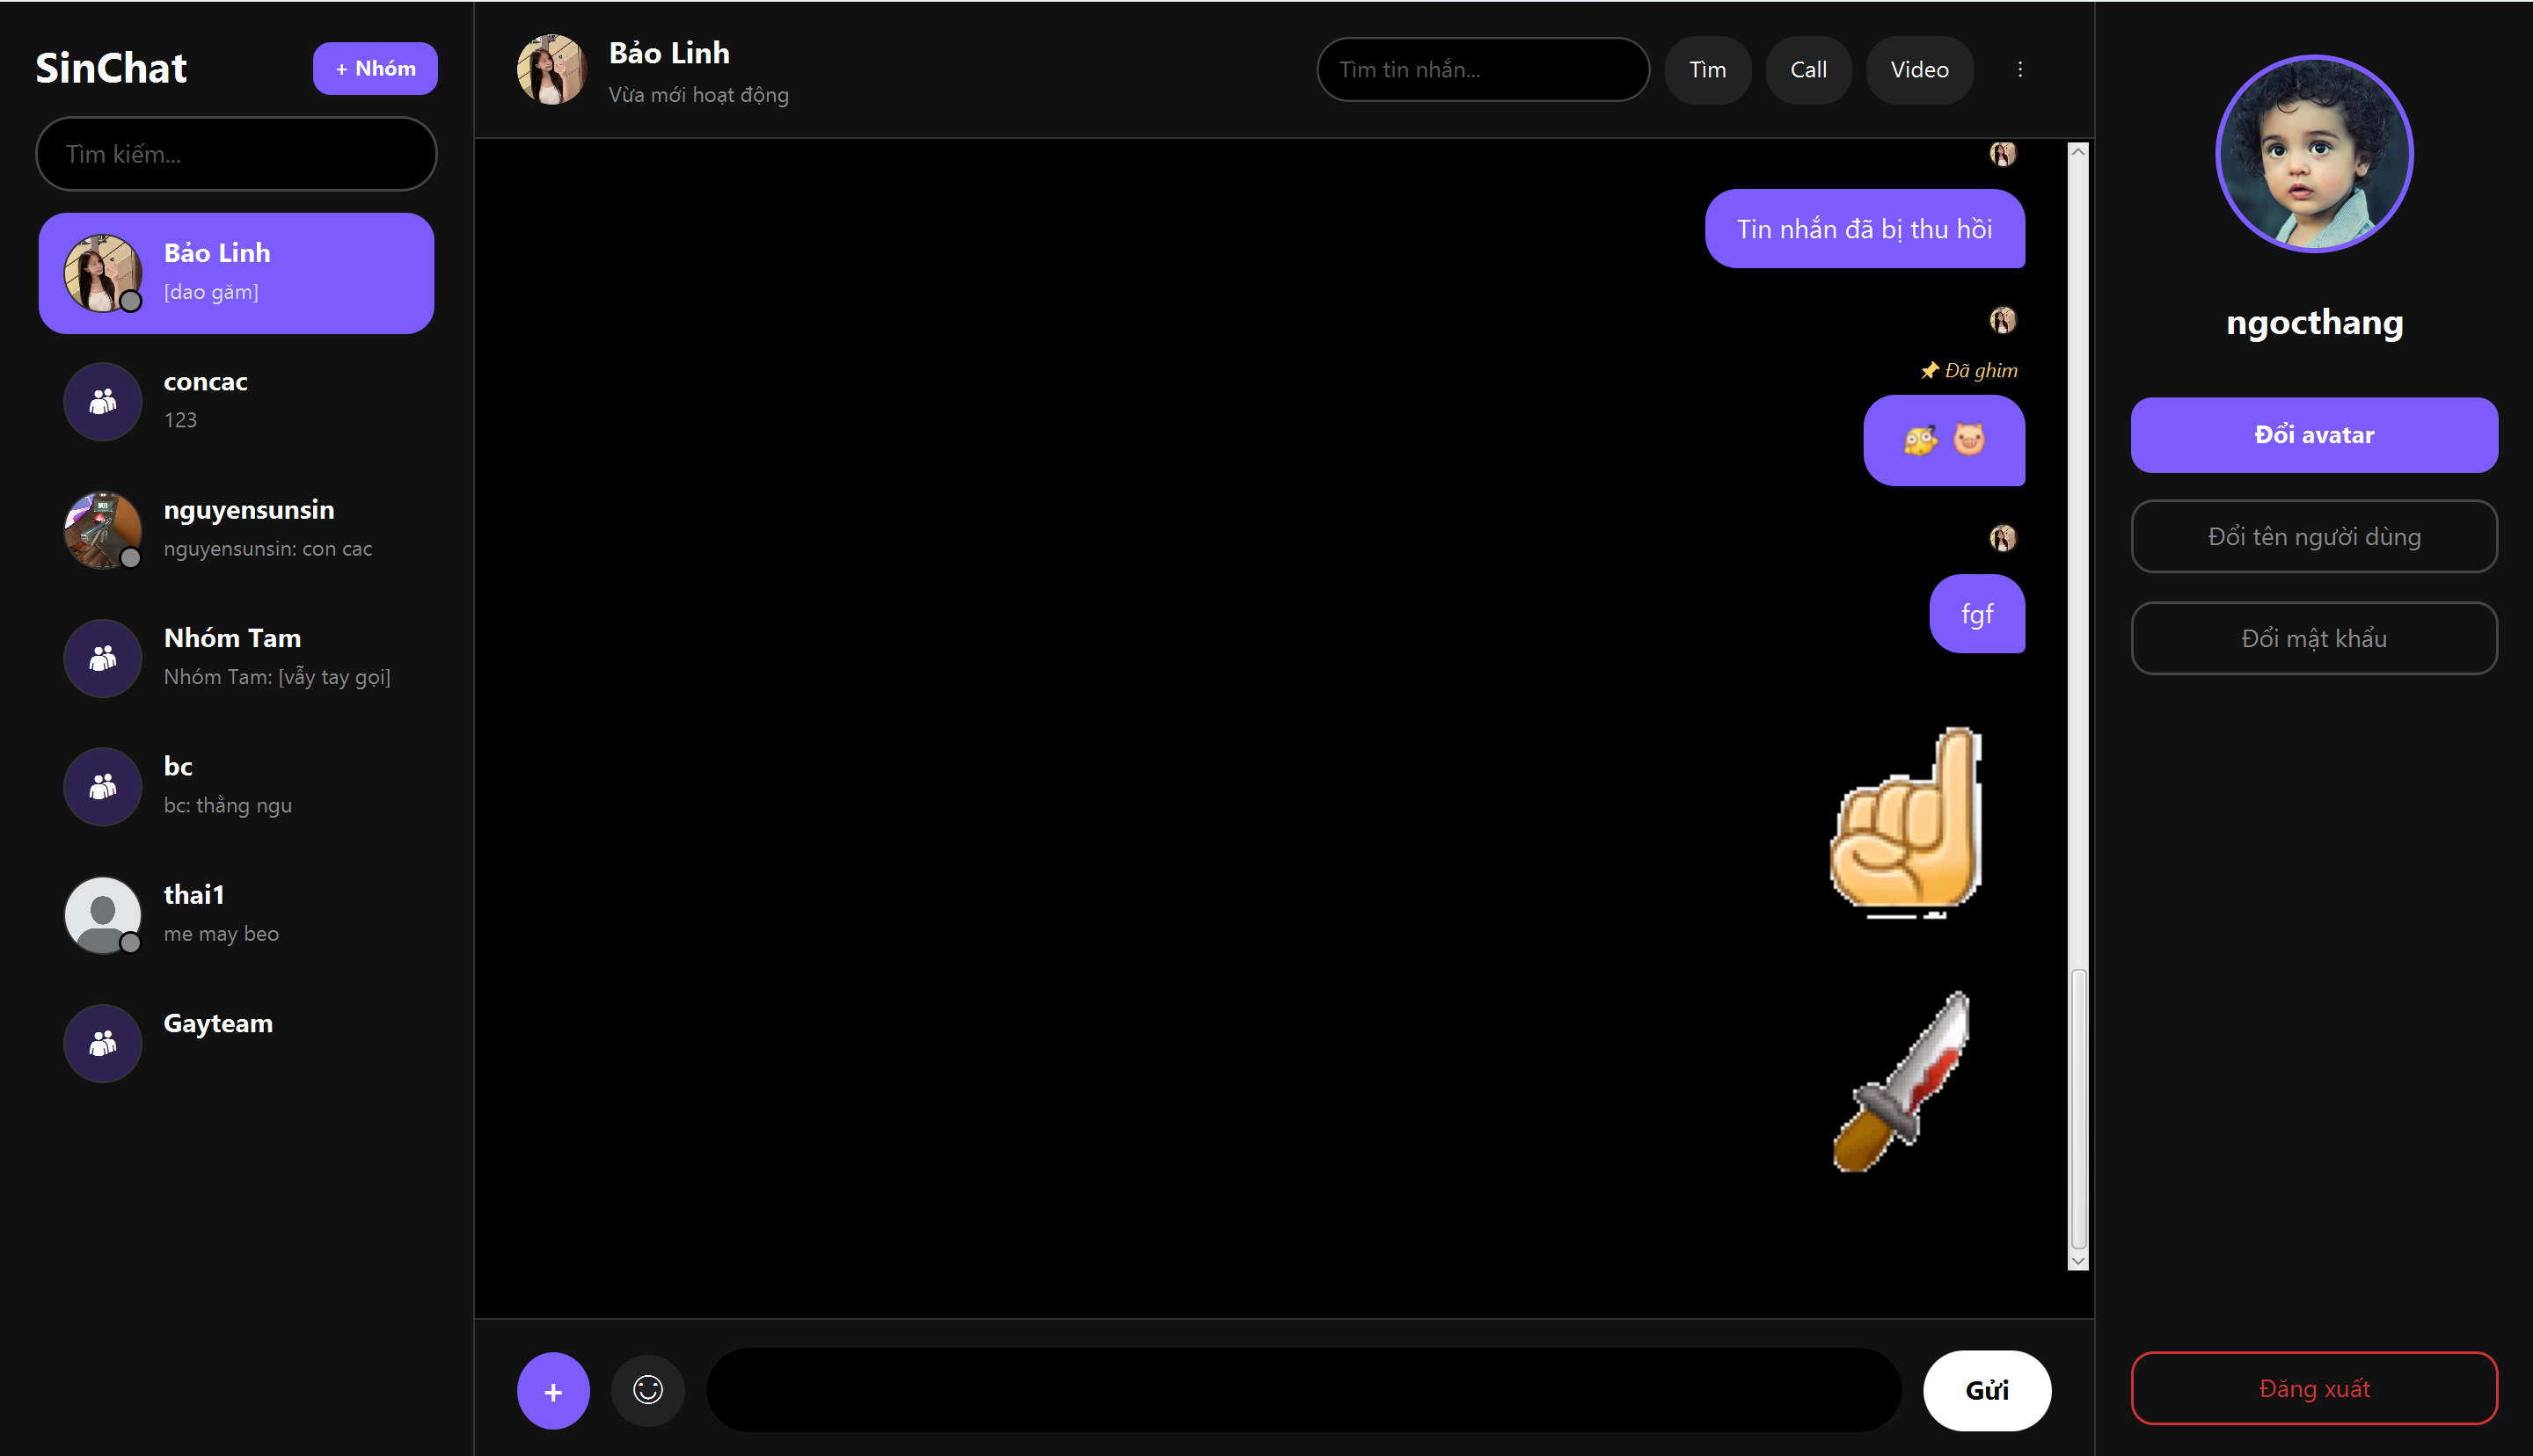 SinChat
+ Nhóm
Tìm kiếm...
Bảo Linh
[dao găm]
concac
123
nguyensunsin
nguyensunsin: con cac
Nhóm Tam
Nhóm Tam: [vẫy tay gọi]
bc
bc: thằng ngu
thai1
me may beo
Gayteam
Bảo Linh
Vừa mới hoạt động
Tìm tin nhắn...
Tìm
Call
Video
Tin nhắn đã bị thu hồi
Đã ghim
fgf
Gửi
ngocthang
Đổi avatar
Đổi tên người dùng
Đổi mật khẩu
Đăng xuất